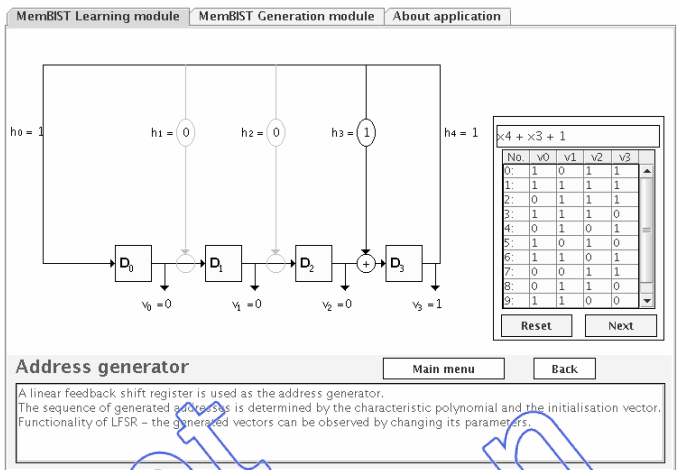 MemBIST Learning module MemBIST Generation module About application
h0 = 1 h1 = 0 h2 = 0 h3 = 1 h4 = 1
x4 + x3 + 1
No. v0 v1 v2 v3
0: 1 0 1 1
1: 1 1 1 1
2: 0 1 1 1
3: 1 1 1 0
4: 0 1 0 1
5: 1 0 1 0
6: 1 1 0 1
7: 0 0 1 1
8: 0 1 1 0
9: 1 1 0 0
D0 D1 D2 + D3
v0 =0 v1 =0 v2 =0 v3 =1
Reset Next
Address generator Main menu Back
A linear feedback shift register is used as the address generator.
The sequence of generated addresses is determined by the characteristic polynomial and the initialisation vector.
Functionality of LFSR – the generated vectors can be observed by changing its parameters.